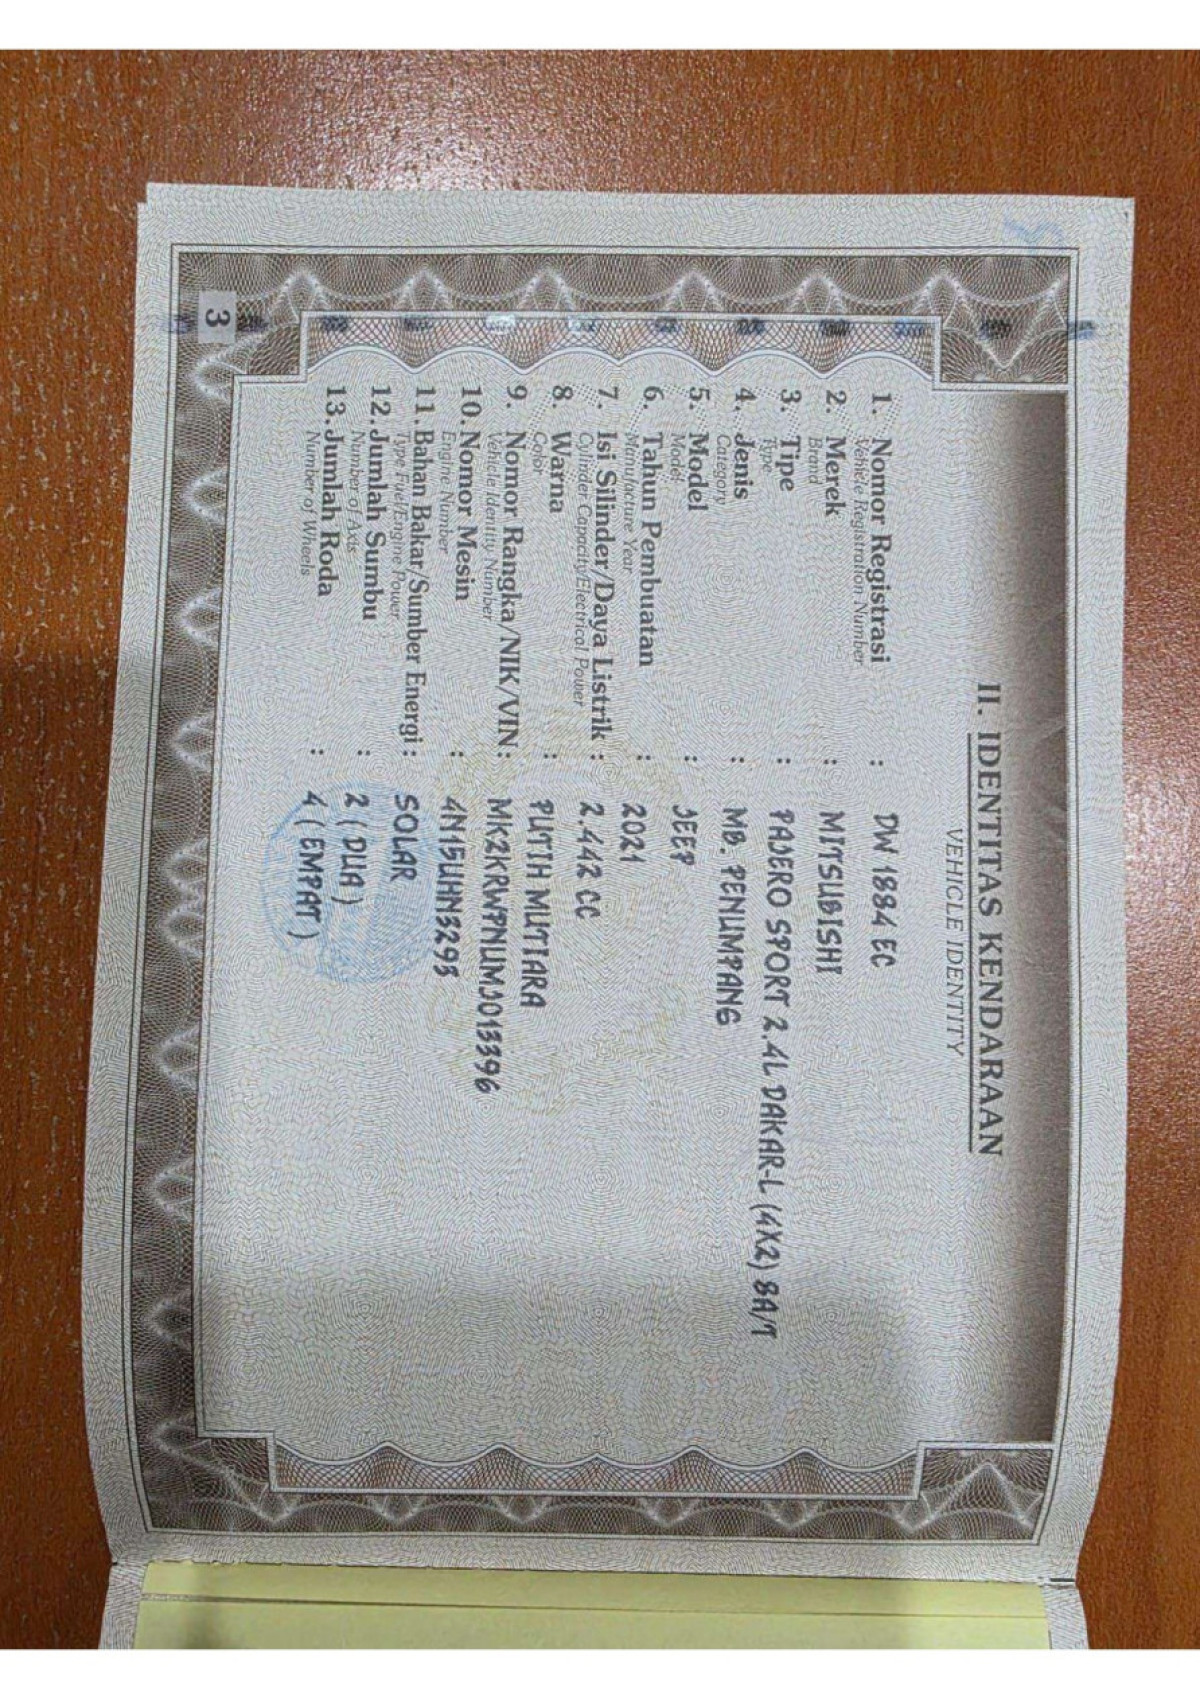 II. IDENTITAS KENDARAAN
VEHICLE IDENTITY
1. Nomor Registrasi : DW 1884 EC
Vehicle Registration Number
2. Merek : MITSUBISHI
Brand
3. Tipe : PAJERO SPORT 2.4L DAKAR-L (4X2) 8A/T
Type
4. Jenis : MB. PENUMPANG
Category
5. Model : JEEP
Model
6. Tahun Pembuatan : 2021
Manufacture Year
7. Isi Silinder/Daya Listrik : 2.442 CC
Cylinder Capacity/Electrical Power
8. Warna : PUTIH MUTIARA
Color
9. Nomor Rangka/NIK/VIN : MK2KRWPNUMJ013396
Vehicle Identity Number
10. Nomor Mesin : 4N15UHN3295
Engine Number
11. Bahan Bakar/Sumber Energi : SOLAR
Type Fuel/Engine Power
12. Jumlah Sumbu : 2 ( DUA )
Number of Axis
13. Jumlah Roda : 4 ( EMPAT )
Number of Wheels
3